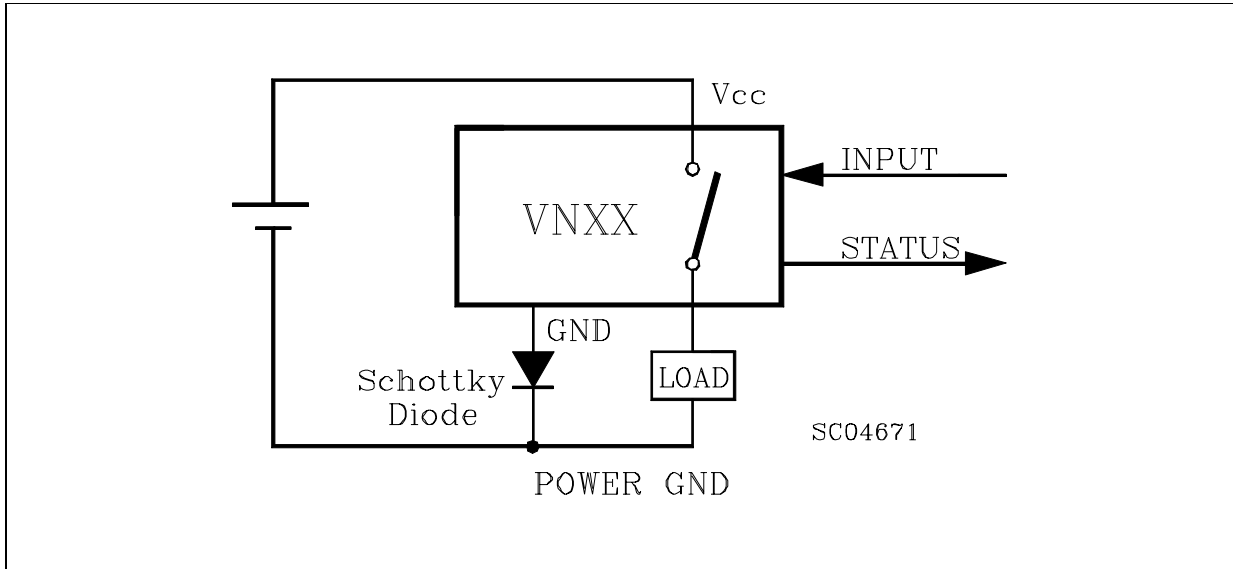 Vcc
INPUT
VNXX
STATUS
GND
Schottky
Diode
LOAD
SC04671
POWER GND